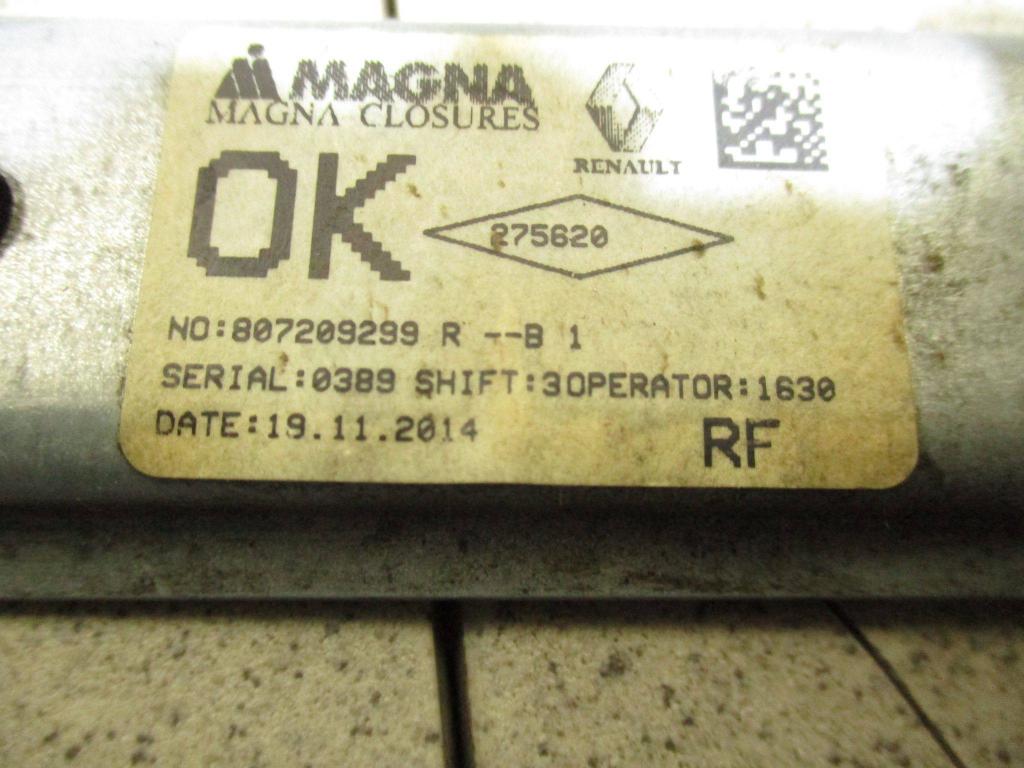 MAGNA
MAGNA CLOSURES
RENAULT
OK
275620
NO:807209299 R --B 1
SERIAL:0389 SHIFT:3OPERATOR:1630
DATE:19.11.2014
RF